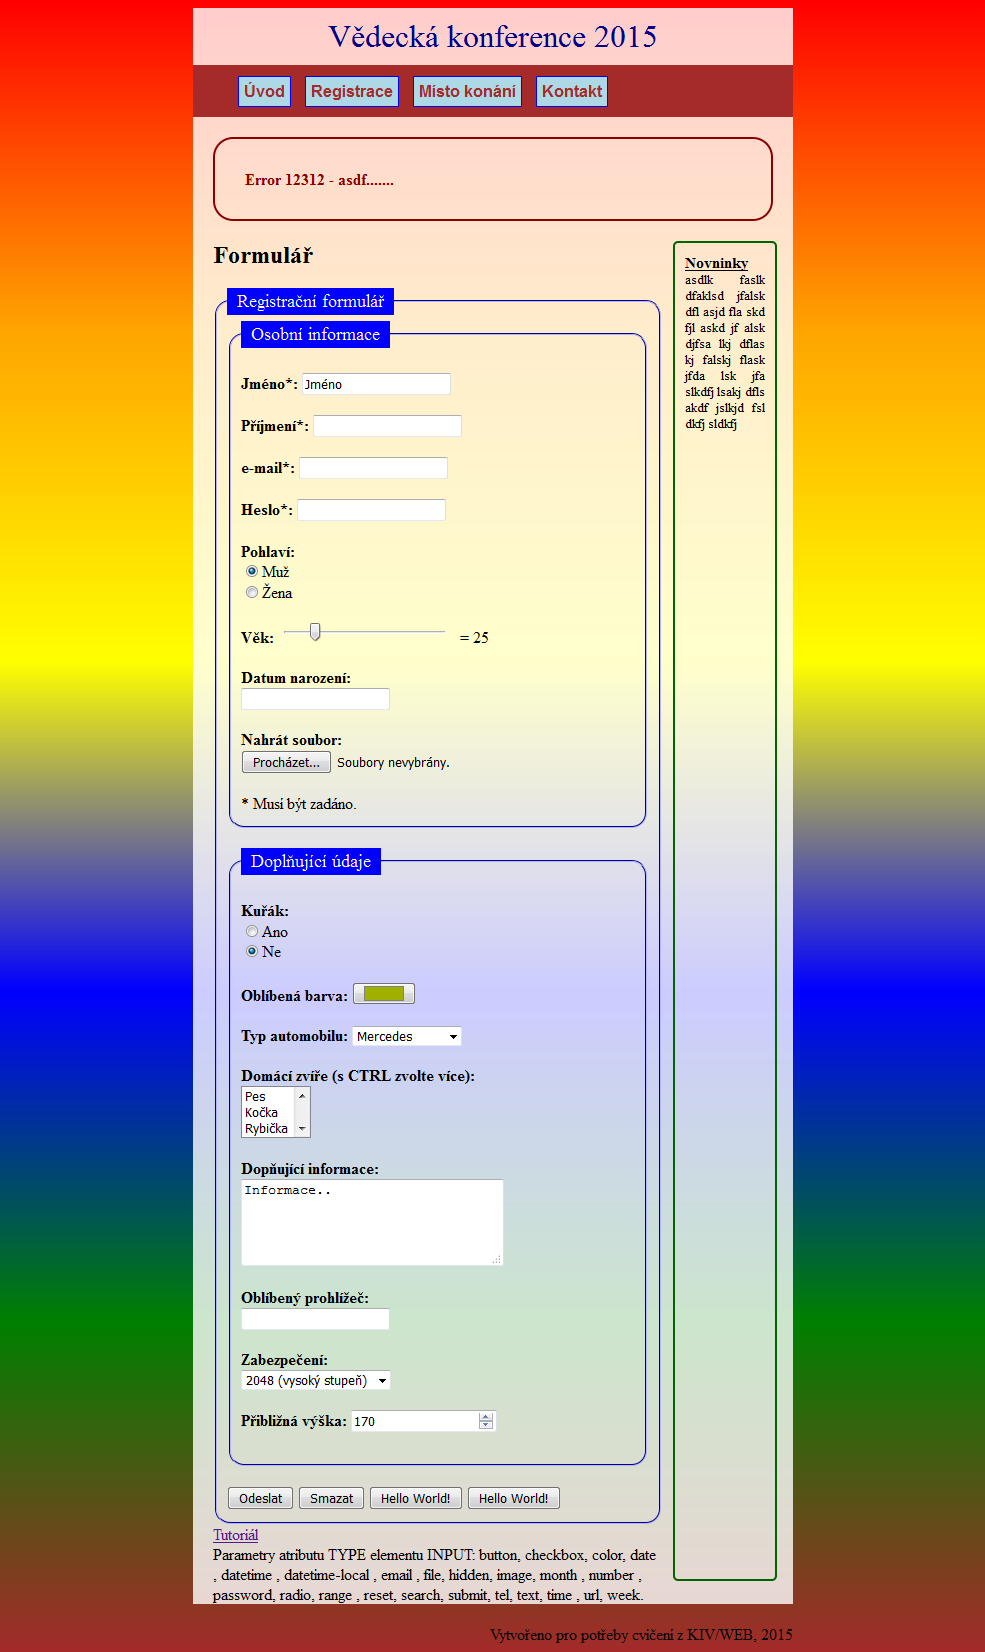 Vědecká konference 2015
Úvod Registrace Místo konání Kontakt
Error 12312 - asdf.......
Formulář
Registrační formulář
Osobní informace
Jméno*: Jméno
Příjmení*:
e-mail*:
Heslo*:
Pohlaví:
Muž
Žena
Věk: = 25
Datum narození:
Nahrát soubor:
Procházet... Soubory nevybrány.
* Musí být zadáno.
Doplňující údaje
Kuřák:
Ano
Ne
Oblíbená barva:
Typ automobilu: Mercedes
Domácí zvíře (s CTRL zvolte více):
Pes
Kočka
Rybička
Dopňující informace:
Informace..
Oblíbený prohlížeč:
Zabezpečení:
2048 (vysoký stupeň)
Přibližná výška: 170
Odeslat Smazat Hello World! Hello World!
Tutoriál
Parametry atributu TYPE elementu INPUT: button, checkbox, color, date
, datetime , datetime-local , email , file, hidden, image, month , number ,
password, radio, range , reset, search, submit, tel, text, time , url, week.
Novninky
asdlk faslk
dfaklsd jfalsk
dfl asjd fla skd
fjl askd jf alsk
djfsa lkj dflas
kj falskj flask
jfda lsk jfa
slkdfj lsakj dfls
akdf jslkjd fsl
dkfj sldkfj
Vytvořeno pro potřeby cvičení z KIV/WEB, 2015